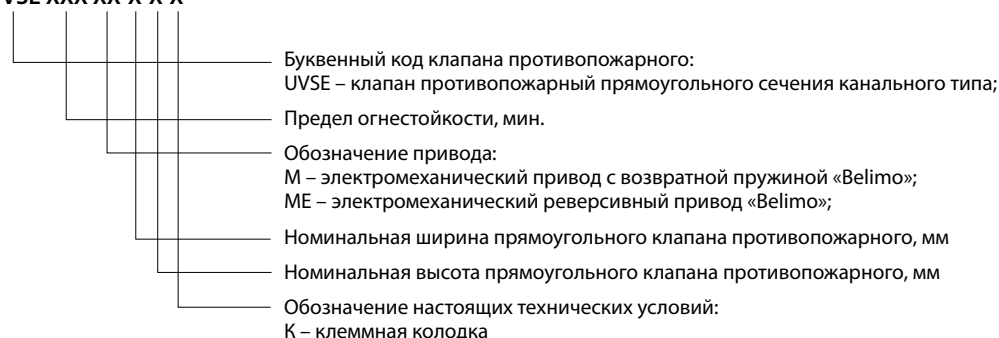 Буквенный код клапана противопожарного:
UVSE – клапан противопожарный прямоугольного сечения канального типа;
Предел огнестойкости, мин.
Обозначение привода:
М – электромеханический привод с возвратной пружиной «Belimo»;
МЕ – электромеханический реверсивный привод «Belimo»;
Номинальная ширина прямоугольного клапана противопожарного, мм
Номинальная высота прямоугольного клапана противопожарного, мм
Обозначение настоящих технических условий:
К – клеммная колодка